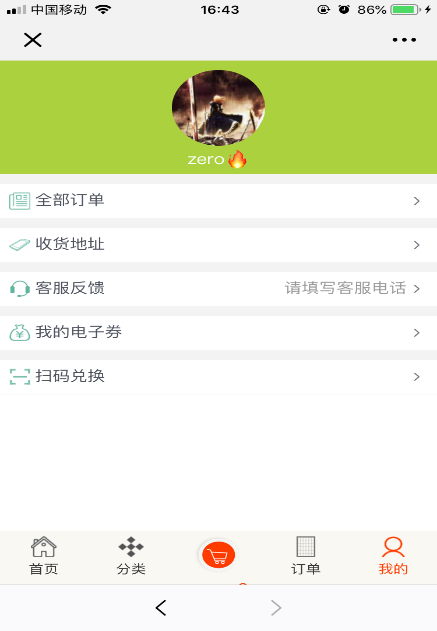 中国移动 16:43 86%
zero🔥
全部订单
收货地址
客服反馈 请填写客服电话
我的电子券
扫码兑换
首页 分类 订单 我的